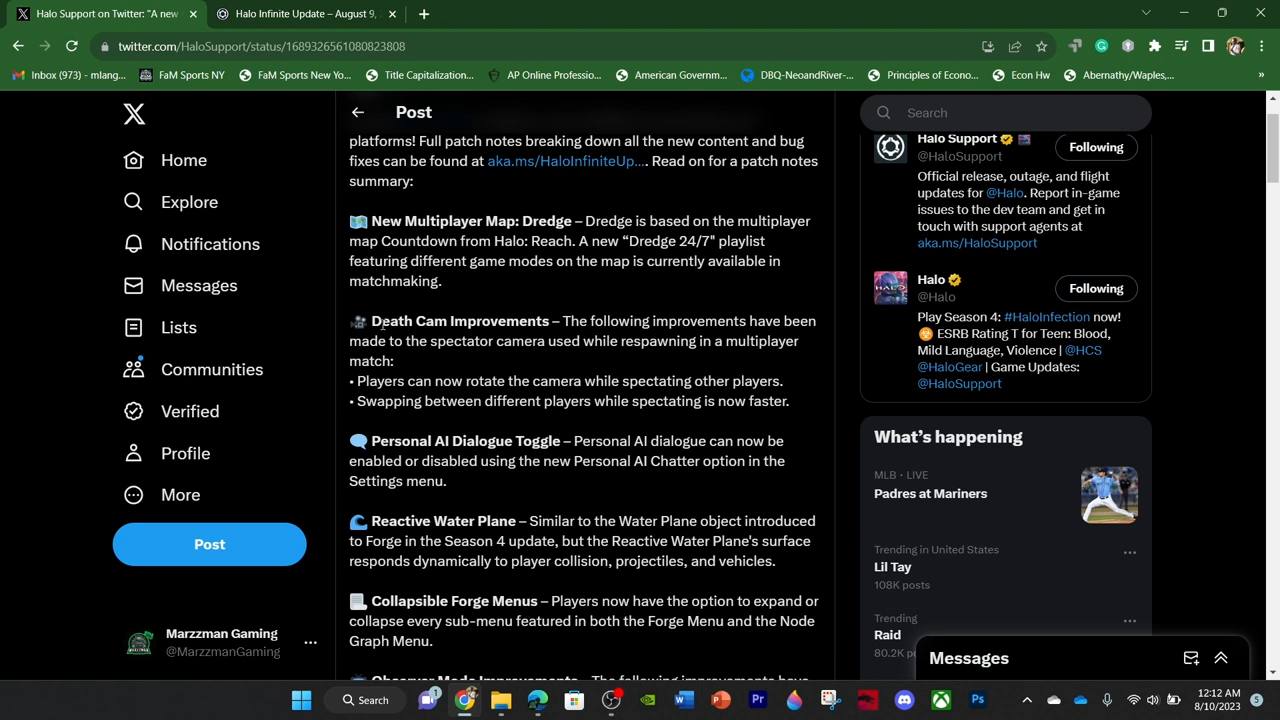 Halo Support on Twitter: "A new
Halo Infinite Update – August 9,
twitter.com/HaloSupport/status/1689326561080823808
Inbox (973) - mlang...
FaM Sports NY
FaM Sports New Yo...
Title Capitalization...
AP Online Professio...
American Governm...
DBQ-NeoandRiver-...
Principles of Econo...
Econ Hw
Abernathy/Waples,...
»
X
Home
Explore
Notifications
Messages
Lists
Communities
Verified
Profile
More
Post
Marzzman Gaming
@MarzzmanGaming
Post
platforms! Full patch notes breaking down all the new content and bug
fixes can be found at aka.ms/HaloInfiniteUp…. Read on for a patch notes
summary:
New Multiplayer Map: Dredge – Dredge is based on the multiplayer
map Countdown from Halo: Reach. A new “Dredge 24/7" playlist
featuring different game modes on the map is currently available in
matchmaking.
Death Cam Improvements – The following improvements have been
made to the spectator camera used while respawning in a multiplayer
match:
• Players can now rotate the camera while spectating other players.
• Swapping between different players while spectating is now faster.
Personal AI Dialogue Toggle – Personal AI dialogue can now be
enabled or disabled using the new Personal AI Chatter option in the
Settings menu.
Reactive Water Plane – Similar to the Water Plane object introduced
to Forge in the Season 4 update, but the Reactive Water Plane's surface
responds dynamically to player collision, projectiles, and vehicles.
Collapsible Forge Menus – Players now have the option to expand or
collapse every sub-menu featured in both the Forge Menu and the Node
Graph Menu.
Observer Mode Improvements – The following improvements have
Search
Halo Support
@HaloSupport
Following
Official release, outage, and flight
updates for @Halo. Report in-game
issues to the dev team and get in
touch with support agents at
aka.ms/HaloSupport
Halo
@Halo
Following
Play Season 4: #HaloInfection now!
ESRB Rating T for Teen: Blood,
Mild Language, Violence | @HCS
@HaloGear | Game Updates:
@HaloSupport
What’s happening
MLB · LIVE
Padres at Mariners
Trending in United States
Lil Tay
108K posts
Trending
Raid
80.2K
Messages
Search
1
12:12 AM
8/10/2023
5